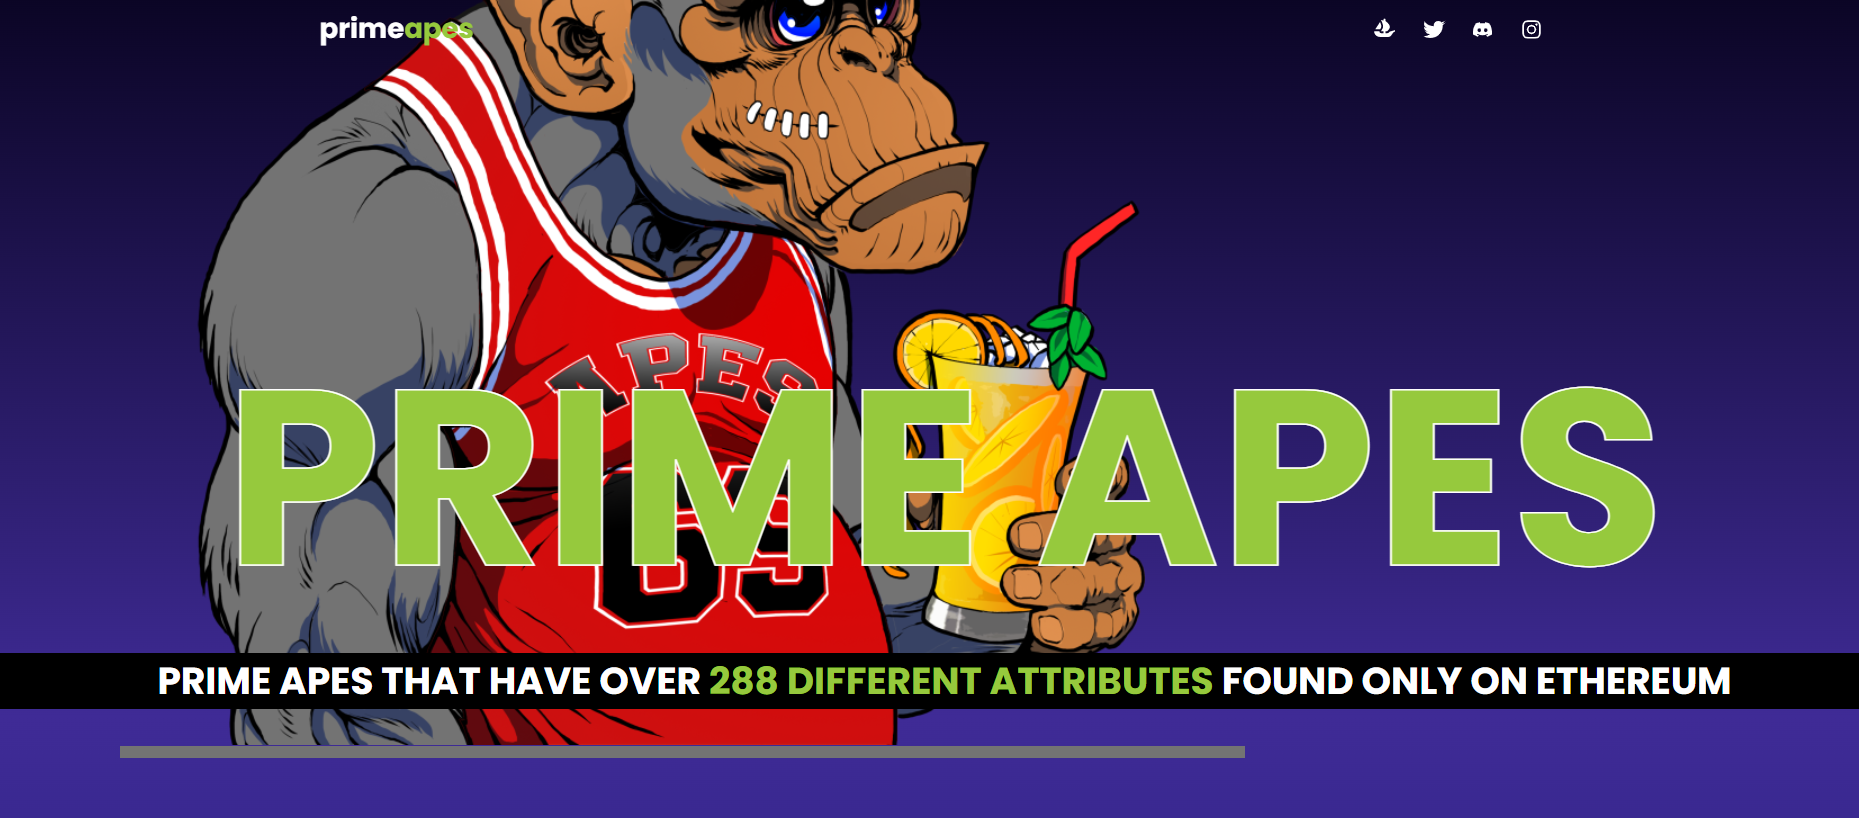 primeapes
APES
69
PRIME APES
PRIME APES THAT HAVE OVER 288 DIFFERENT ATTRIBUTES FOUND ONLY ON ETHEREUM